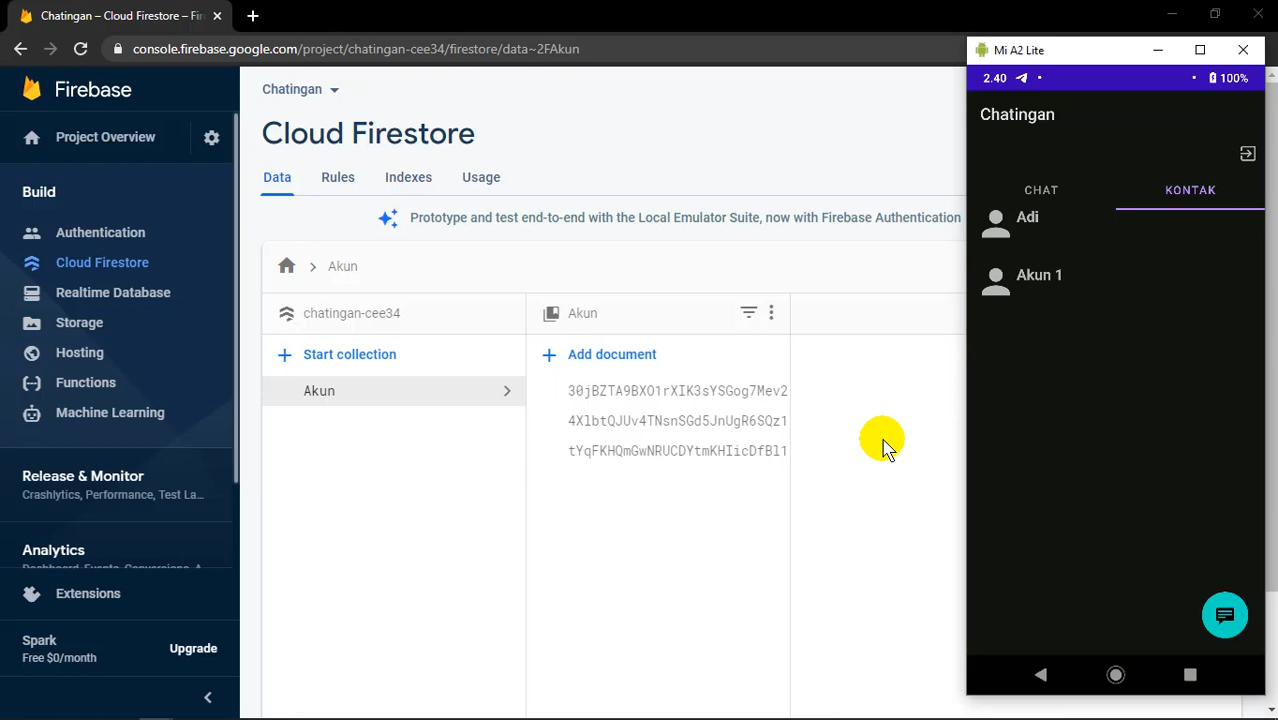 Chatingan – Cloud Firestore – Fir
console.firebase.google.com/project/chatingan-cee34/firestore/data~2FAkun
Firebase
Project Overview
Build
Authentication
Cloud Firestore
Realtime Database
Storage
Hosting
Functions
Machine Learning
Release & Monitor
Crashlytics, Performance, Test La...
Analytics
Dashboard, Events, Conversions, A
Extensions
Spark
Free $0/month
Upgrade
Chatingan
Cloud Firestore
Data
Rules
Indexes
Usage
Prototype and test end-to-end with the Local Emulator Suite, now with Firebase Authentication
Akun
chatingan-cee34
Start collection
Akun
Akun
Add document
30jBZTA9BXO1rXIK3sYSGog7Mev2
4XlbtQJUv4TNsnSGd5JnUgR6SQz1
tYqFKHQmGwNRUCDYtmKHIicDfBl1
Mi A2 Lite
2.40
100%
Chatingan
CHAT
KONTAK
Adi
Akun 1